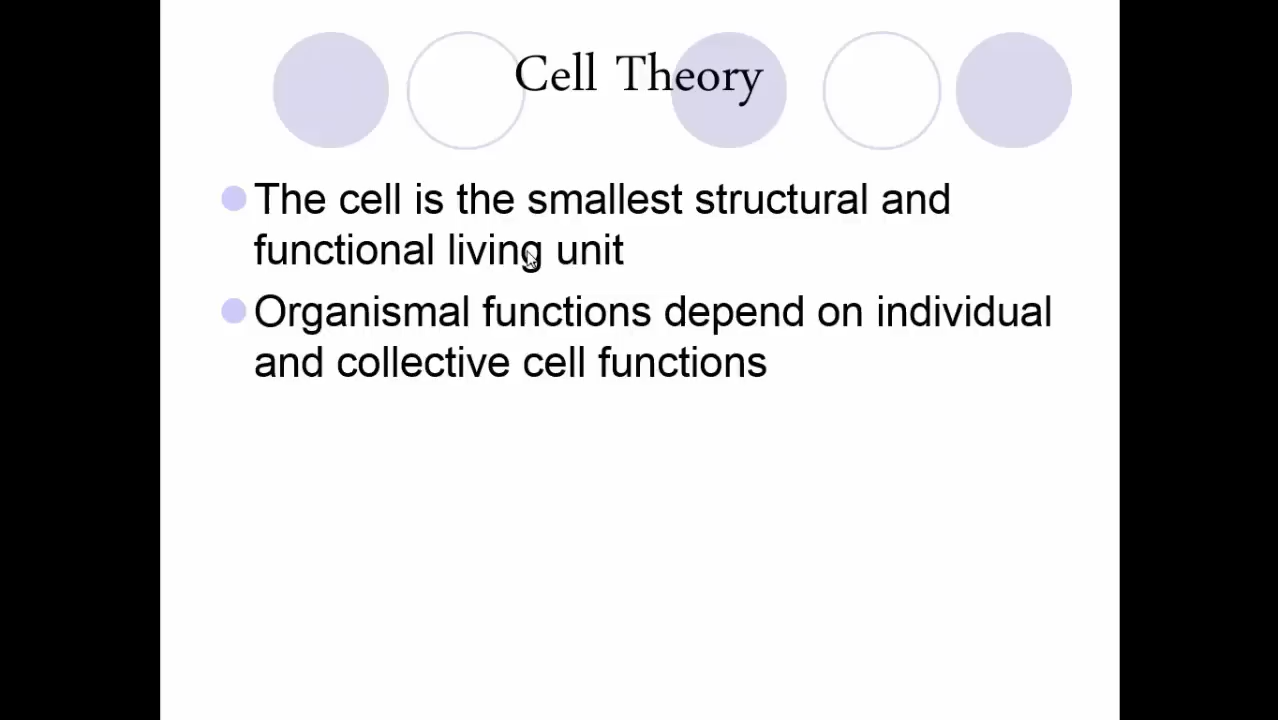 Cell Theory
The cell is the smallest structural and
functional living unit
Organismal functions depend on individual
and collective cell functions